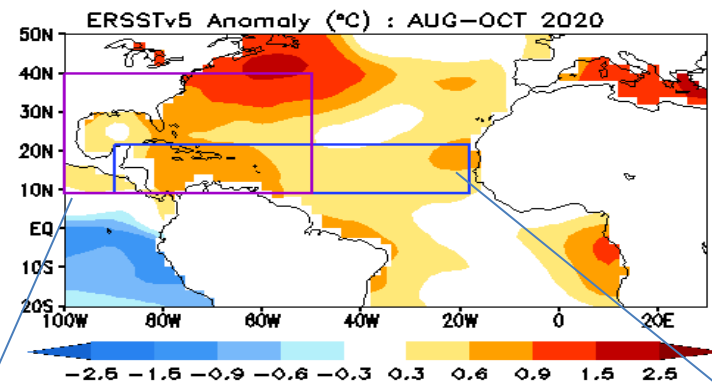 ERSSTv5 Anomaly (°C) : AUG-OCT 2020
50N
40N
30N
20N
10N
EQ
10S
20S
100W 80W 60W 40W 20W 0 20E
-2.5 -1.5 -0.9 -0.6 -0.3 0.3 0.6 0.9 1.5 2.5